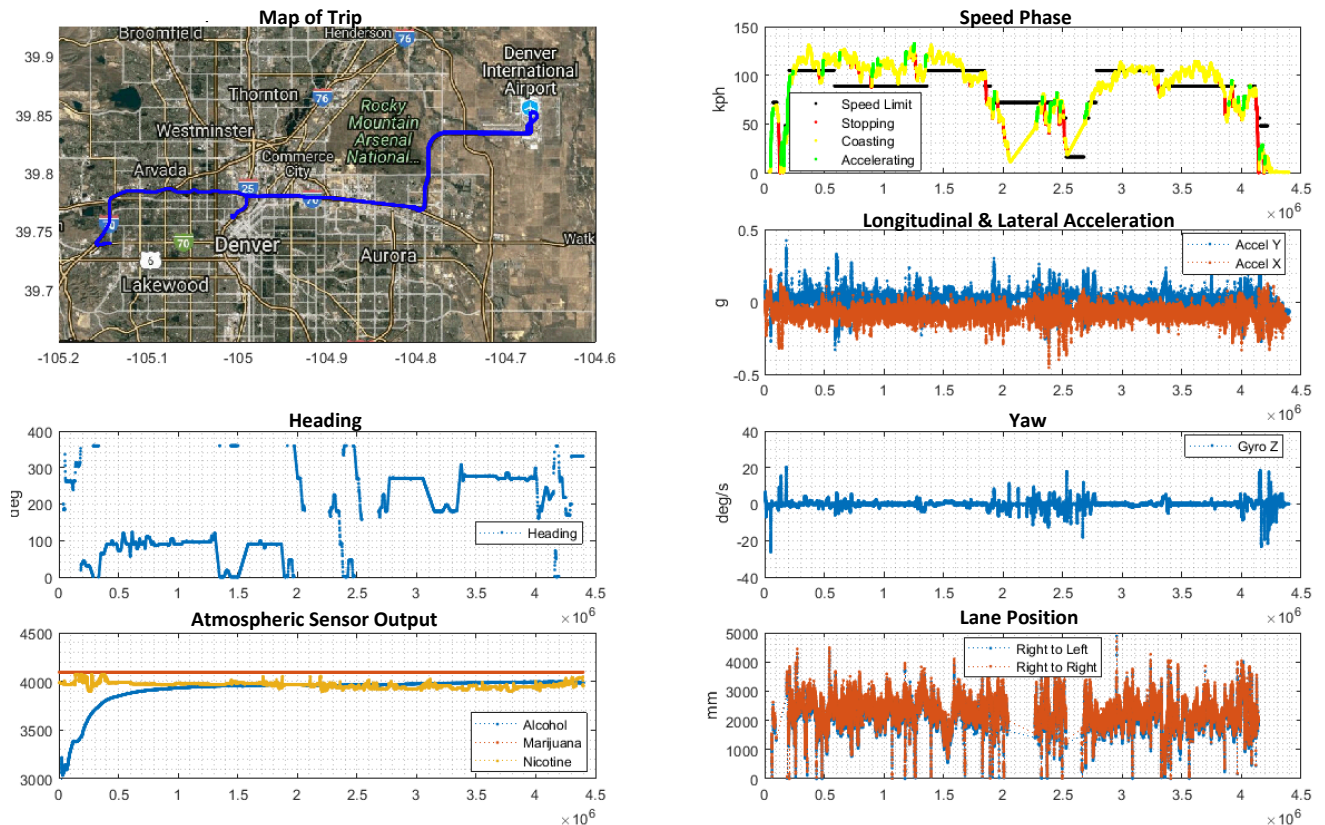 Map of Trip
39.9
39.85
39.8
39.75
39.7
-105.2
-105.1
-105
-104.9
-104.8
-104.7
-104.6
Broomfield
Henderson
76
Denver
International
Airport
Thornton
76
Rocky
Mountain
Arsenal
National...
Westminster
Commerce
City
Arvada
25
70
70
Denver
Aurora
Watk
6
Lakewood
Speed Phase
kph
150
100
50
0
Speed Limit
Stopping
Coasting
Accelerating
0 0.5 1 1.5 2 2.5 3 3.5 4 4.5
× 10⁶
Longitudinal & Lateral Acceleration
g
0.5
0
-0.5
Accel Y
Accel X
0 0.5 1 1.5 2 2.5 3 3.5 4 4.5
× 10⁶
Heading
deg
400
300
200
100
0
Heading
0 0.5 1 1.5 2 2.5 3 3.5 4 4.5
× 10⁶
Yaw
deg/s
40
20
0
-20
-40
Gyro Z
0 0.5 1 1.5 2 2.5 3 3.5 4 4.5
× 10⁶
Atmospheric Sensor Output
4500
4000
3500
3000
Alcohol
Marijuana
Nicotine
0 0.5 1 1.5 2 2.5 3 3.5 4 4.5
× 10⁶
Lane Position
mm
5000
4000
3000
2000
1000
0
Right to Left
Right to Right
0 0.5 1 1.5 2 2.5 3 3.5 4 4.5
× 10⁶